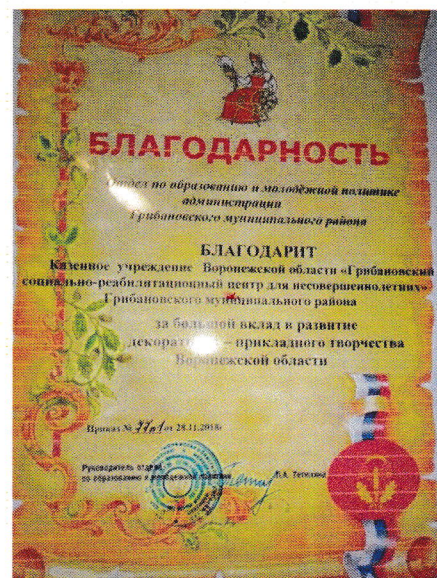 БЛАГОДАРНОСТЬ
Отдел по образованию и молодёжной политике
администрации
Грибановского муниципального района
БЛАГОДАРИТ
Казенное учреждение Воронежской области «Грибановский
социально-реабилитационный центр для несовершеннолетних»
Грибановского муниципального района
за большой вклад в развитие
– прикладного творчества
Воронежской области
Приказ № от 28.11.2018г
Руководитель отдела
по образованию и молодежной политике